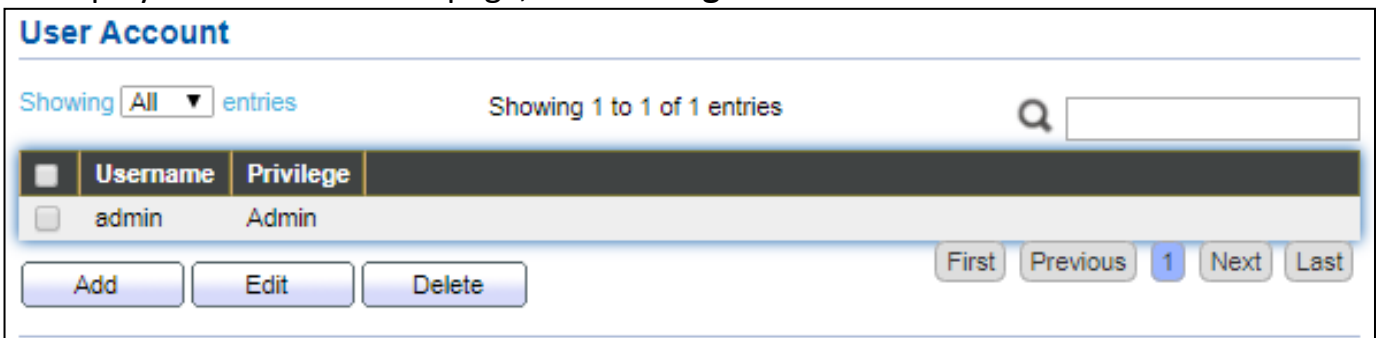 User Account
Showing All ▼ entries Showing 1 to 1 of 1 entries
Username Privilege
admin Admin
First Previous 1 Next Last
Add Edit Delete